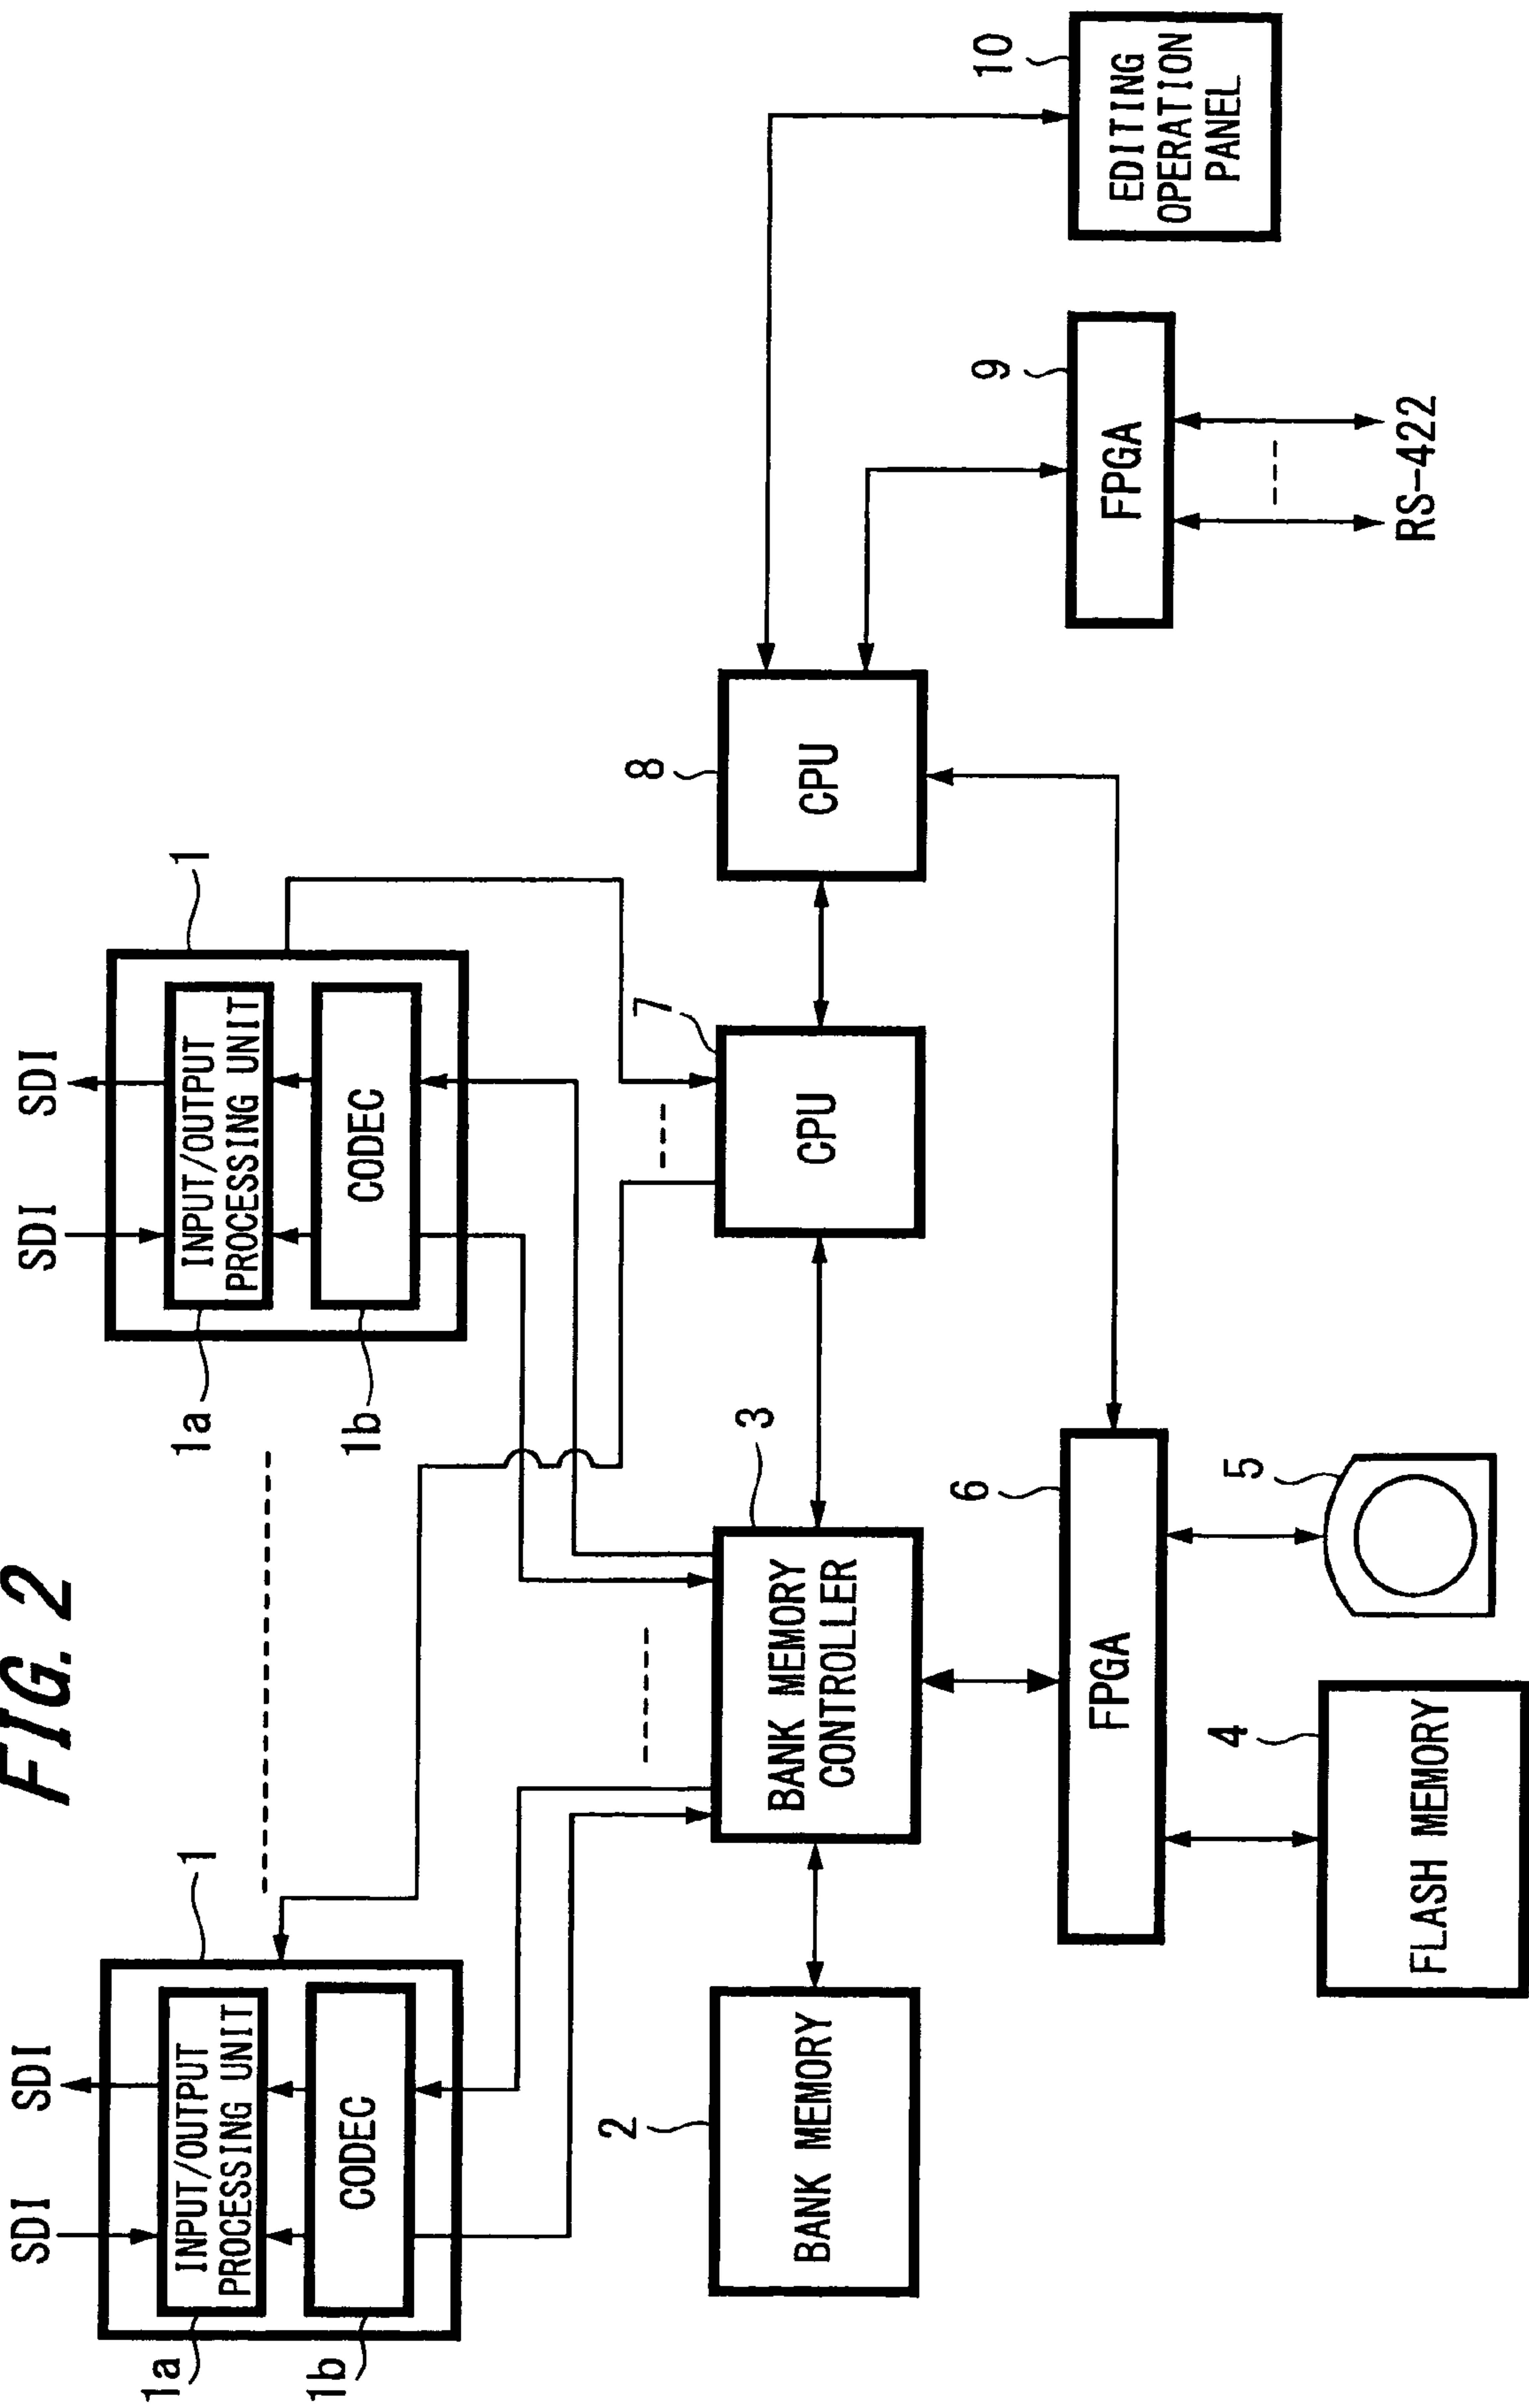 FIG. 2
SDI
SDI
SDI
SDI
1
1
INPUT/OUTPUT
PROCESSING UNIT
INPUT/OUTPUT
PROCESSING UNIT
1a
1a
CODEC
CODEC
1b
1b
2
BANK MEMORY
3
BANK MEMORY
CONTROLLER
7
CPU
8
CPU
6
FPGA
9
FPGA
10
EDITING
OPERATION
PANEL
4
FLASH MEMORY
5
RS-422